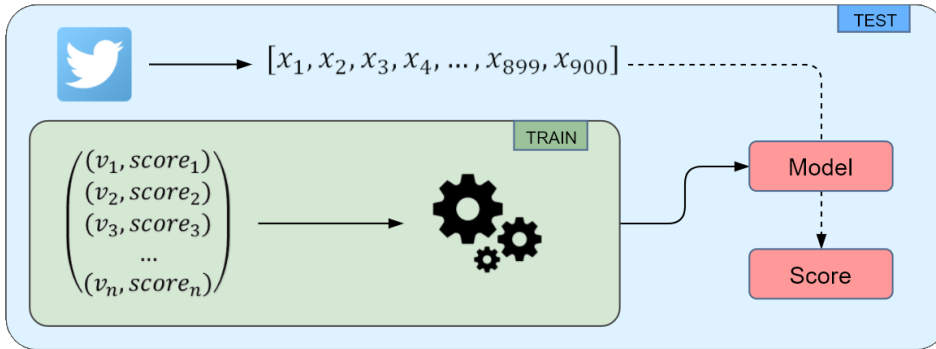 TEST
[x₁, x₂, x₃, x₄, ... , x₈₉₉, x₉₀₀]
TRAIN
(v₁, score₁)
(v₂, score₂)
(v₃, score₃)
...
(vₙ, scoreₙ)
Model
Score